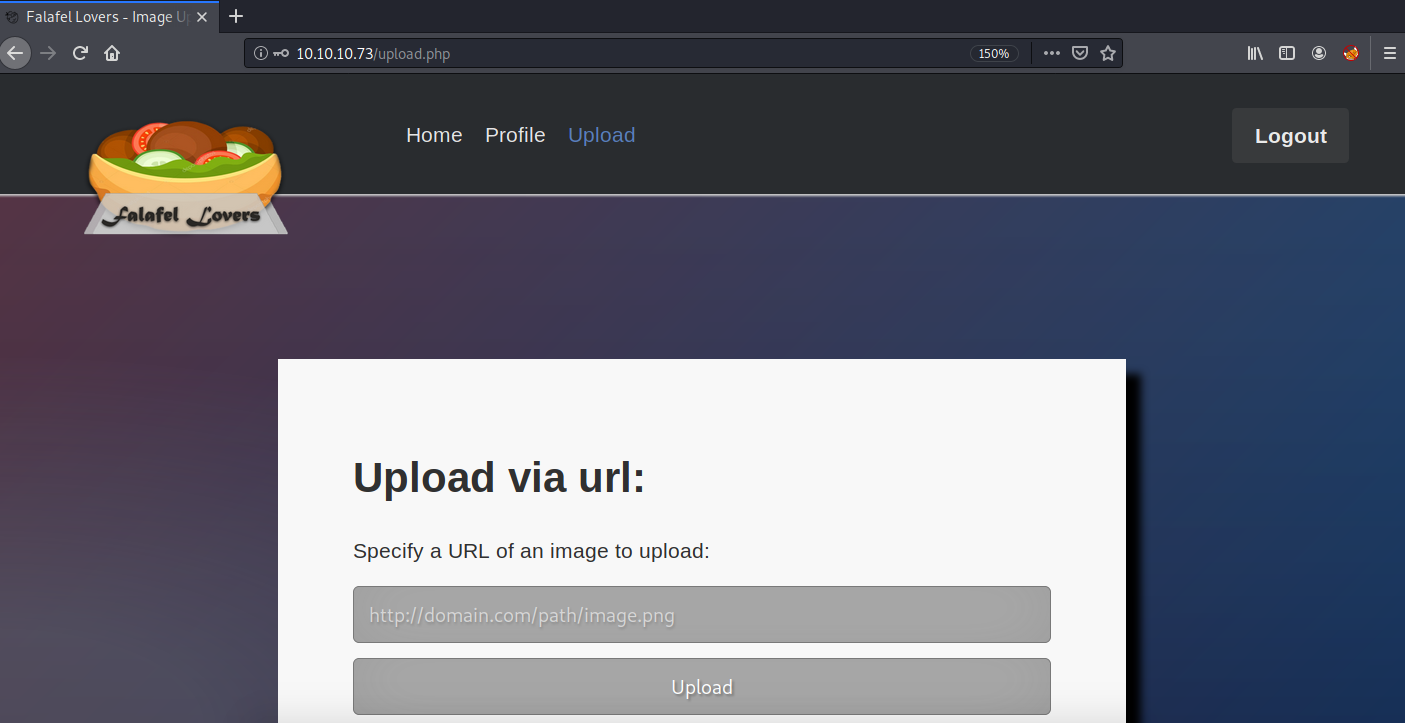 Falafel Lovers - Image U
10.10.10.73/upload.php
150%
Home Profile Upload
Logout
Falafel Lovers
Upload via url:
Specify a URL of an image to upload:
http://domain.com/path/image.png
Upload